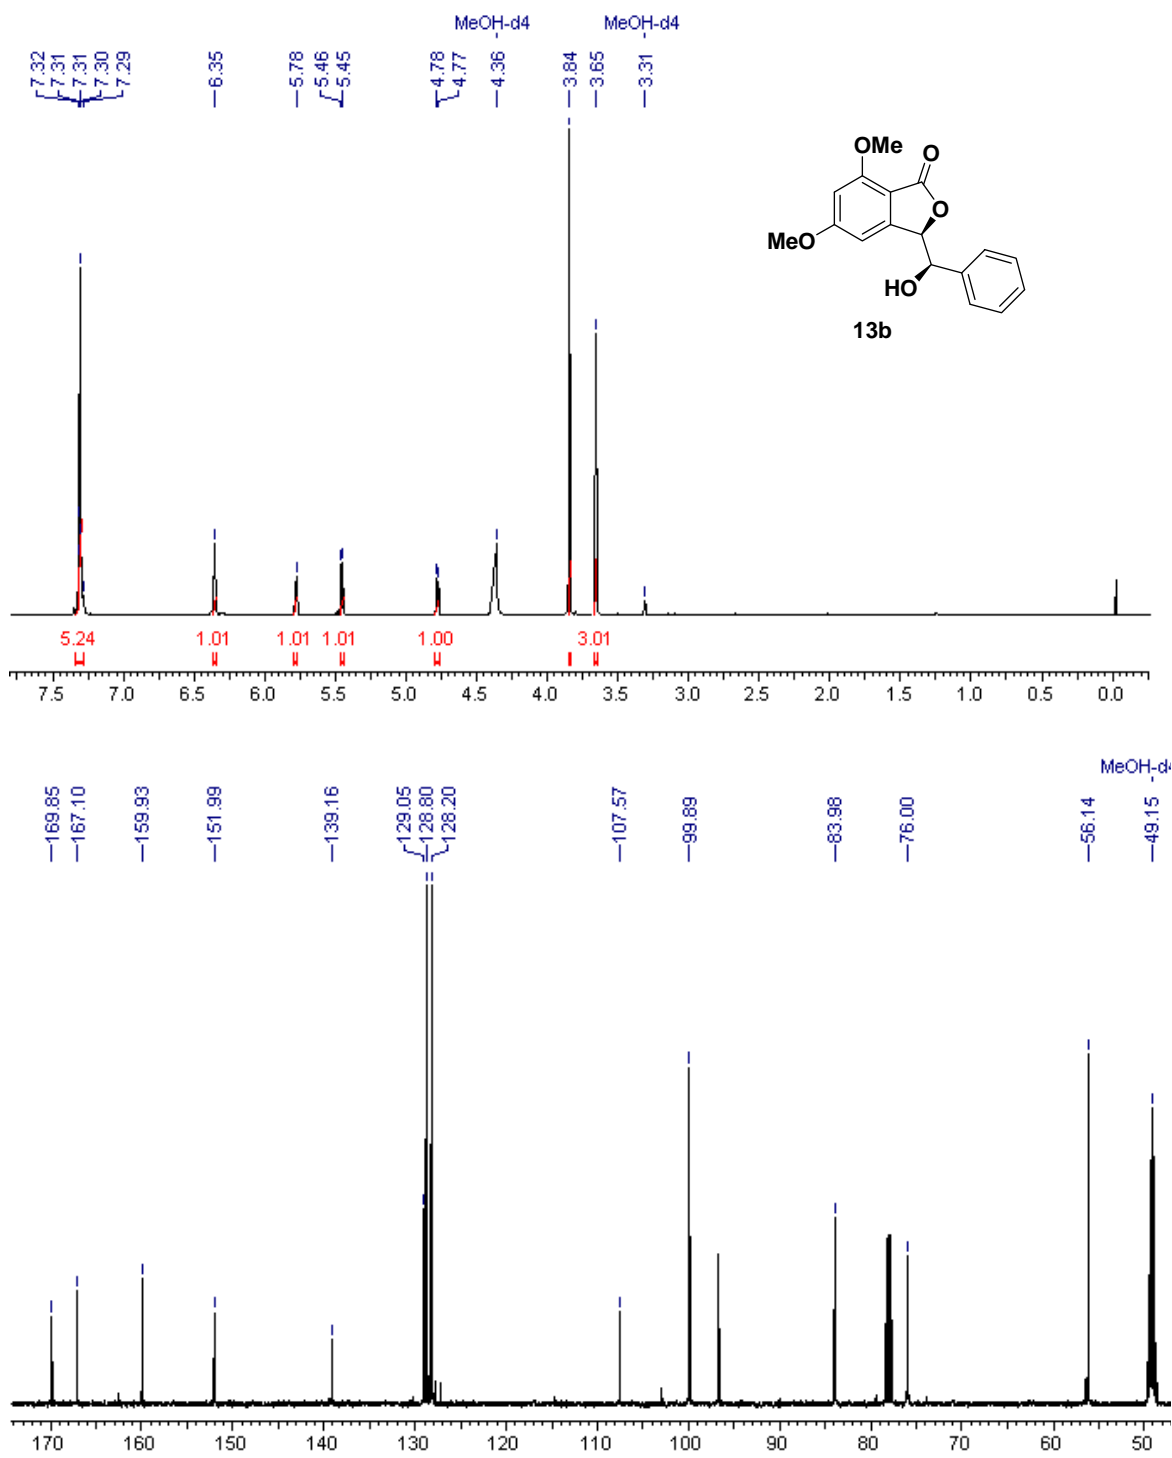 MeOH-d4 MeOH-d4
7.32 7.31 7.31 7.30 7.29 6.35 5.78 5.46 5.45 4.78 4.77 4.36 3.84 3.65 3.31
OMe
O
O
MeO
HO
13b
5.24 1.01 1.01 1.01 1.00 3.01
7.5 7.0 6.5 6.0 5.5 5.0 4.5 4.0 3.5 3.0 2.5 2.0 1.5 1.0 0.5 0.0
MeOH-d4
169.85 167.10 159.93 151.99 139.16 129.05 128.80 128.20 107.57 99.89 83.98 76.00 56.14 49.15
170 160 150 140 130 120 110 100 90 80 70 60 50